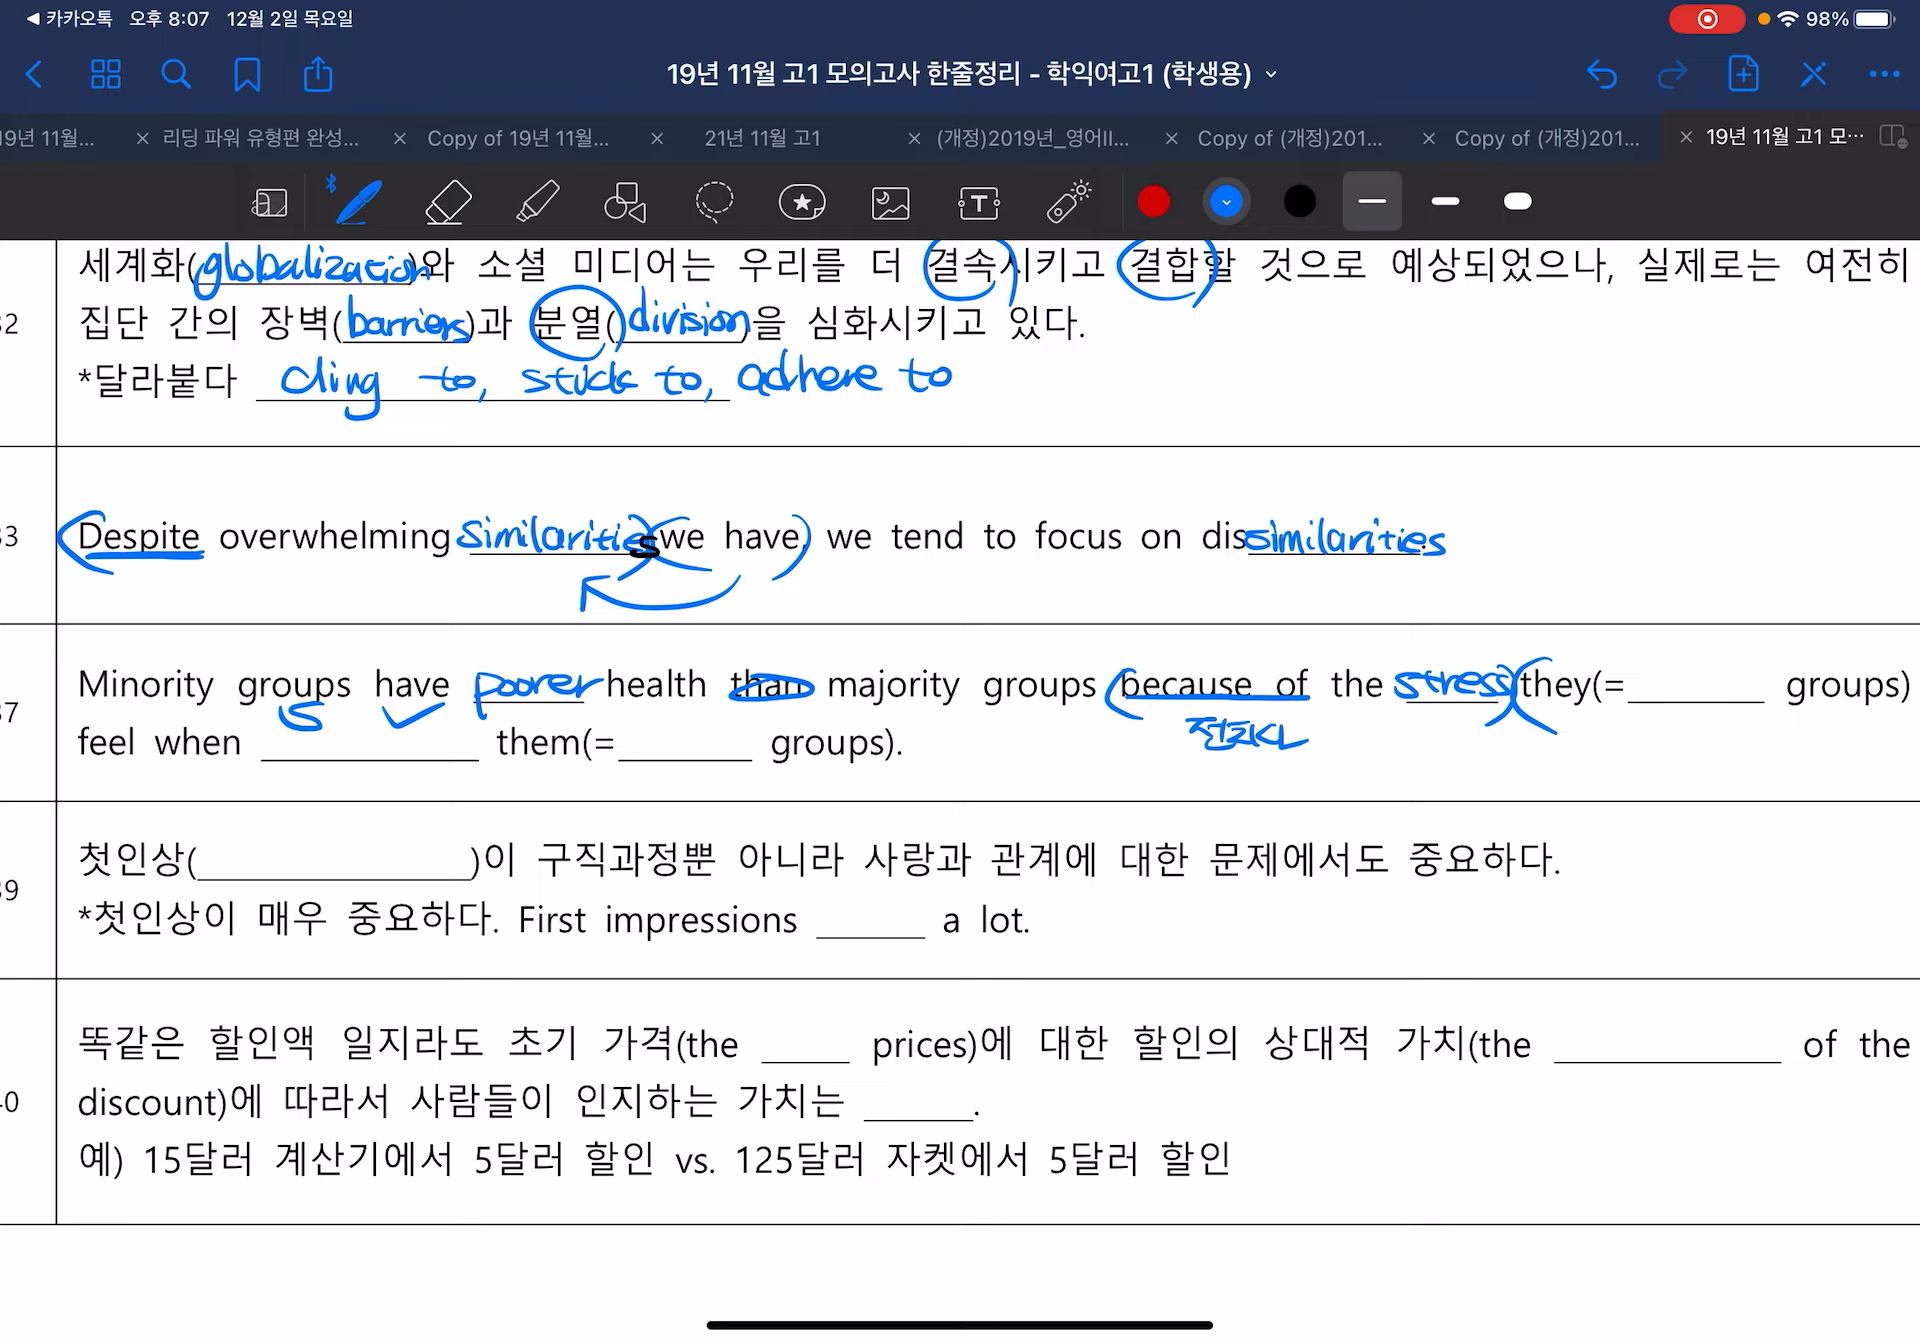 카카오톡 오후 8:07 12월 2일 목요일 98%
19년 11월 고1 모의고사 한줄정리 - 학익여고1 (학생용)
19년 11월... 리딩 파워 유형편 완성... Copy of 19년 11월... 21년 11월 고1 (개정)2019년_영어II... Copy of (개정)201... Copy of (개정)201... 19년 11월 고1 모...
세계화(globalization)와 소셜 미디어는 우리를 더 결속시키고 결합할 것으로 예상되었으나, 실제로는 여전히
32 집단 간의 장벽(barriers)과 분열(division)을 심화시키고 있다.
*달라붙다 cling to, stick to, adhere to
33 Despite overwhelming similarities we have, we tend to focus on dissimilarities.
Minority groups have poorer health than majority groups because of the stress they(=________ groups)
37 전치사
feel when ________ them(=________ groups).
첫인상(________)이 구직과정뿐 아니라 사랑과 관계에 대한 문제에서도 중요하다.
39
*첫인상이 매우 중요하다. First impressions ______ a lot.
똑같은 할인액 일지라도 초기 가격(the _____ prices)에 대한 할인의 상대적 가치(the ________ of the
40 discount)에 따라서 사람들이 인지하는 가치는 ______.
예) 15달러 계산기에서 5달러 할인 vs. 125달러 자켓에서 5달러 할인